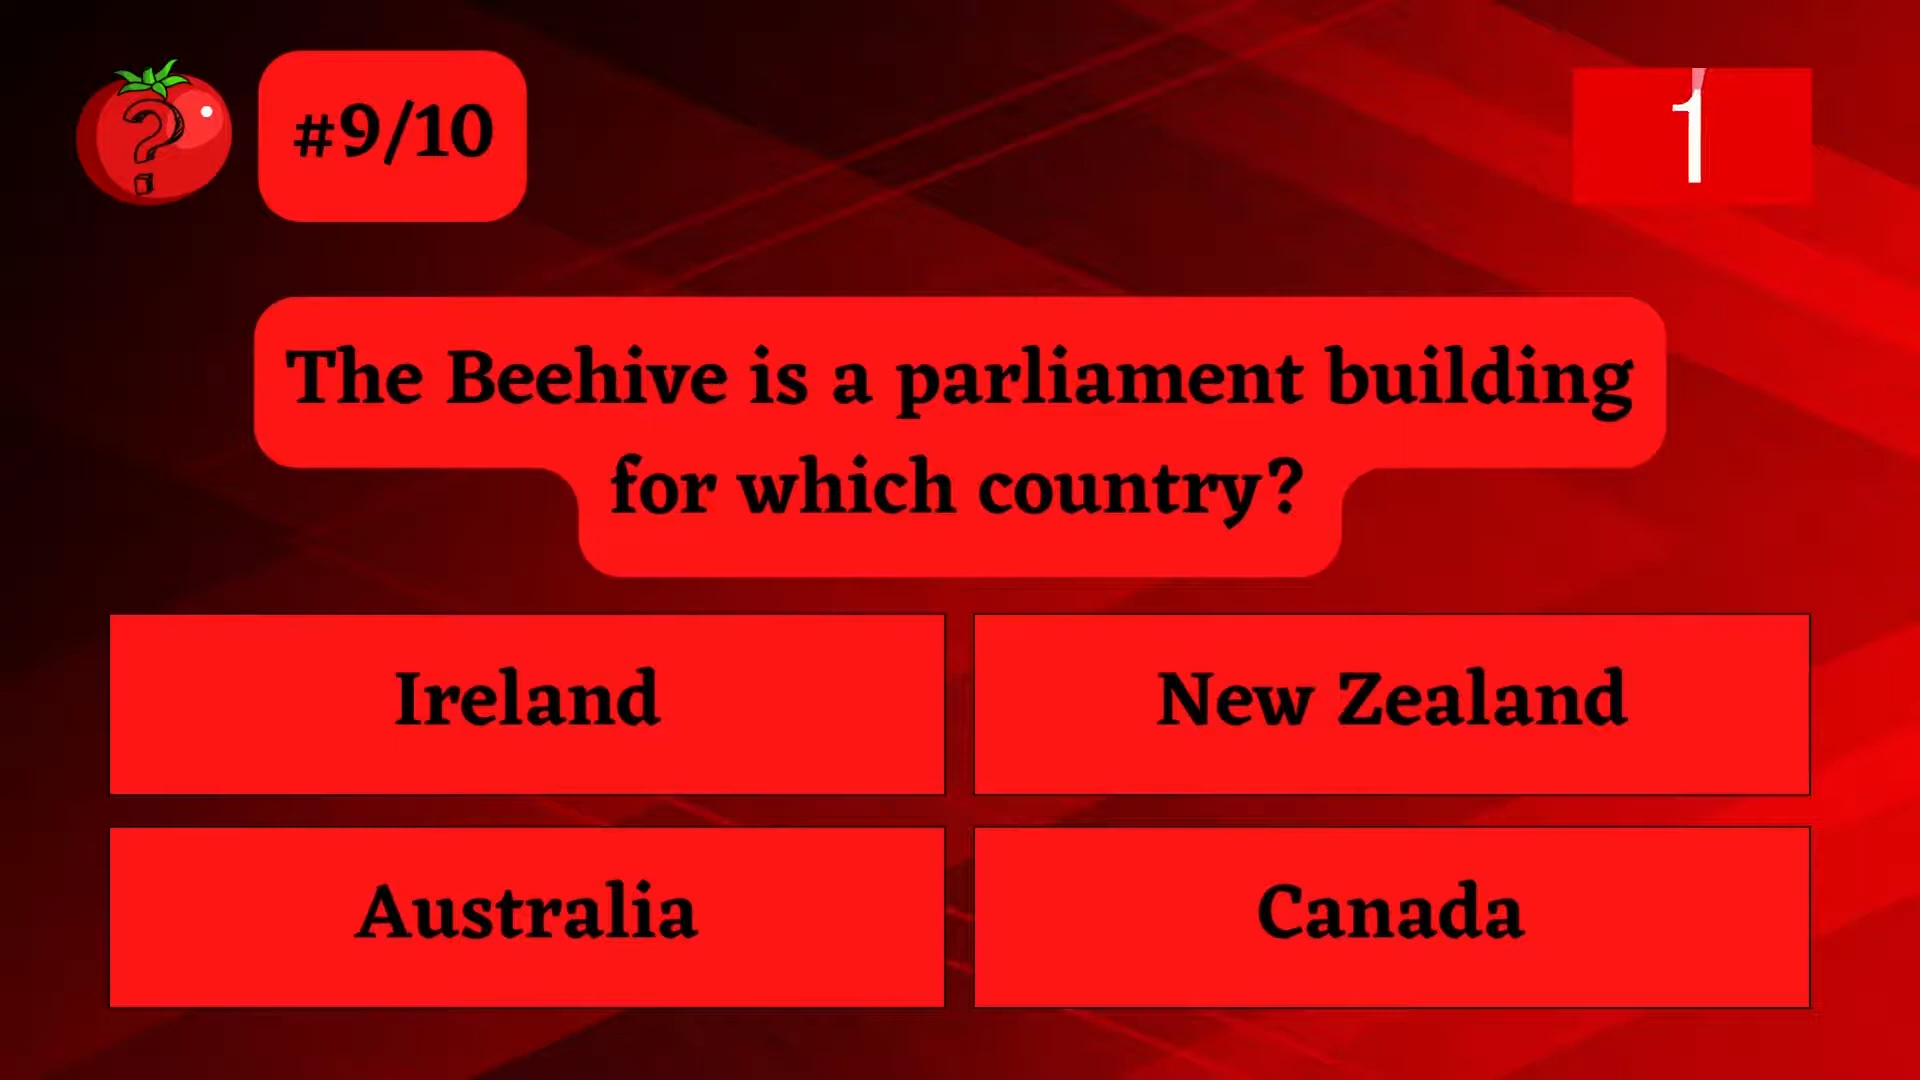 ?
#9/10
1
The Beehive is a parliament building
for which country?
Ireland
New Zealand
Australia
Canada